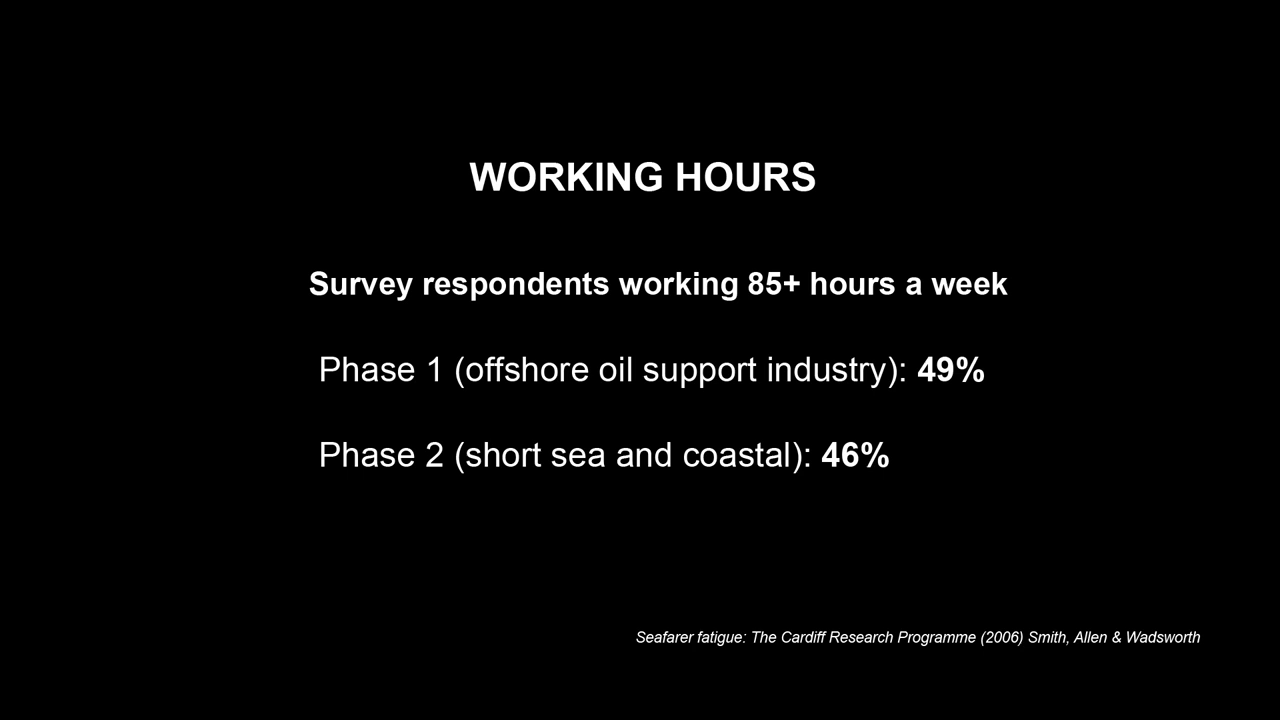 WORKING HOURS
Survey respondents working 85+ hours a week
Phase 1 (offshore oil support industry): 49%
Phase 2 (short sea and coastal): 46%
Seafarer fatigue: The Cardiff Research Programme (2006) Smith, Allen & Wadsworth